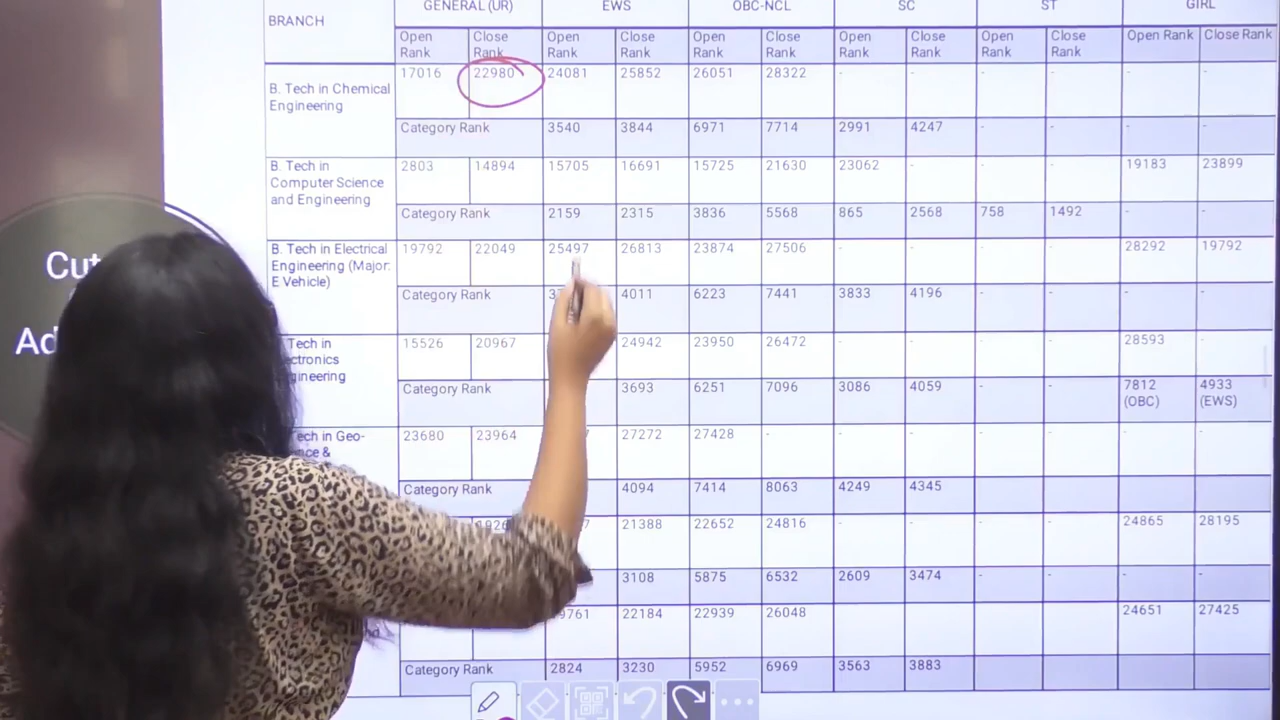 GENERAL (UR) EWS OBC-NCL SC ST GIRL
BRANCH
Open Rank Close Rank Open Rank Close Rank Open Rank Close Rank Open Rank Close Rank Open Rank Close Rank Open Rank Close Rank
B. Tech in Chemical Engineering 17016 22980 24081 25852 26051 28322 - - - - - -
Category Rank 3540 3844 6971 7714 2991 4247 - - - -
B. Tech in Computer Science and Engineering 2803 14894 15705 16691 15725 21630 23062 - - - 19183 23899
Category Rank 2159 2315 3836 5568 865 2568 758 1492 - -
B. Tech in Electrical Engineering (Major: E Vehicle) 19792 22049 25497 26813 23874 27506 - - - - 28292 19792
Category Rank 4011 6223 7441 3833 4196 - - - -
Tech in 15526 20967 24942 23950 26472 - - - - 28593 -
Category Rank 3693 6251 7096 3086 4059 - - 7812 (OBC) 4933 (EWS)
Geo- 23680 23964 27272 27428 - - - - - - -
&
Category Rank 4094 7414 8063 4249 4345 - -
21388 22652 24816 - - 24865 28195
3108 5875 6532 2609 3474 - - -
22184 22939 26048 24651 27425
Category Rank 2824 3230 5952 6969 3563 3883